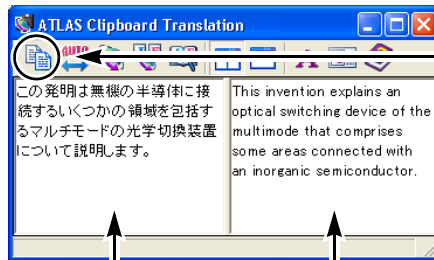 ATLAS Clipboard Translation
AUTO
この発明は無機の半導体に接
続するいくつかの領域を包括す
るマルチモードの光学切換装置
について説明します。
This invention explains an
optical switching device of the
multimode that comprises
some areas connected with
an inorganic semiconductor.